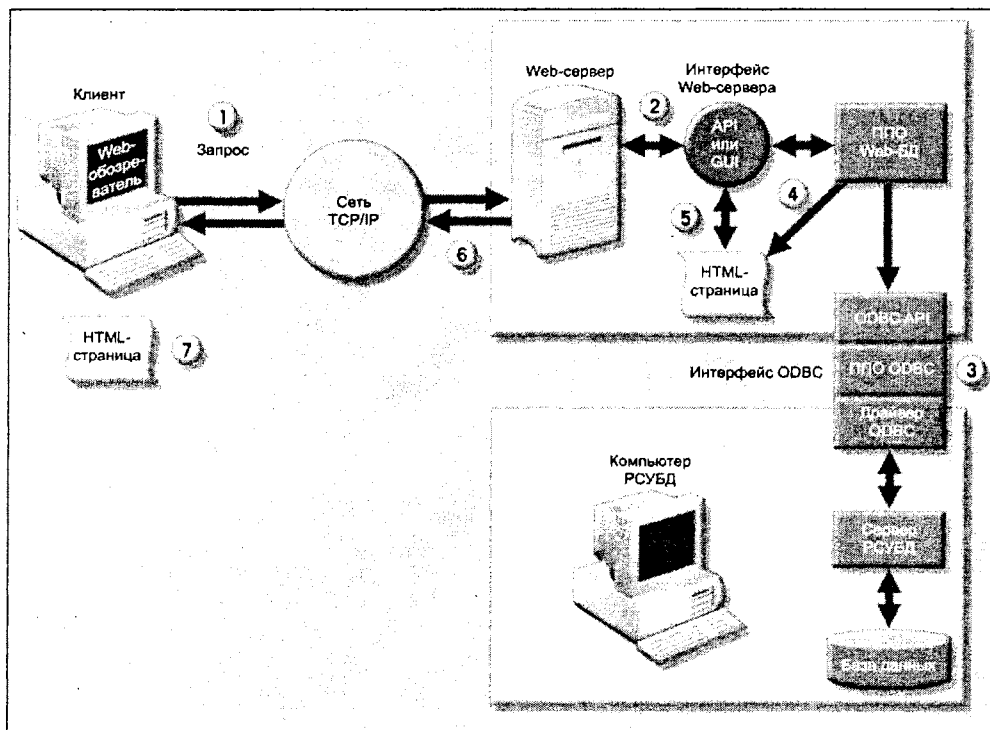 Клиент
Web-
обозре-
ватель
1
Запрос
Сеть
TCP/IP
6
HTML-
страница
7
Web-сервер
2
Интерфейс
Web-сервера
API
или
GUI
ППО
Web-БД
4
5
HTML-
страница
ODBC API
Интерфейс ODBC
ППО ODBC
3
Драйвер
ODBC
Компьютер
РСУБД
Сервер
РСУБД
База данных